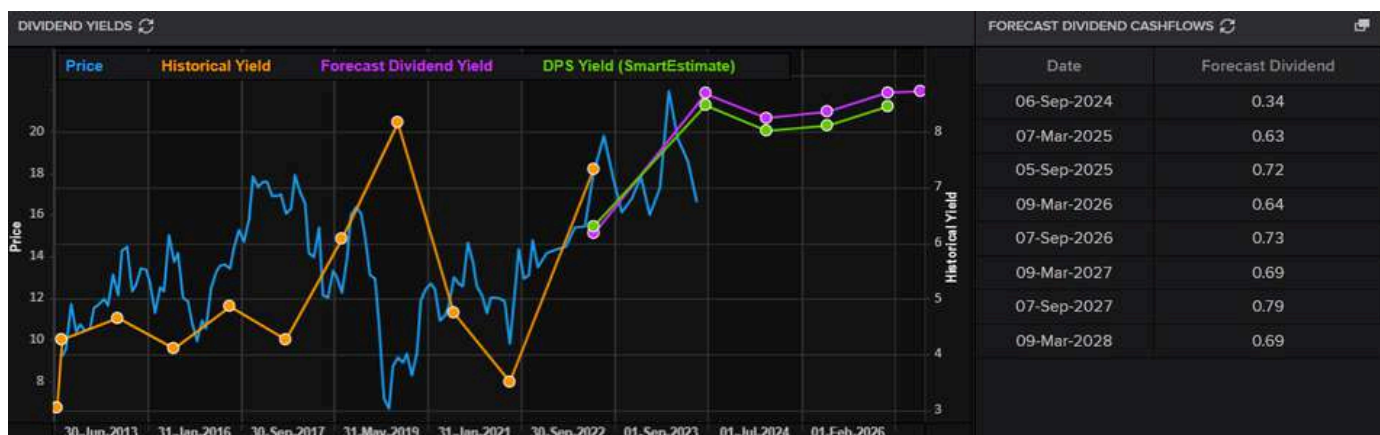 DIVIDEND YIELDS
FORECAST DIVIDEND CASHFLOWS
Price Historical Yield Forecast Dividend Yield DPS Yield (SmartEstimate)
Date Forecast Dividend
06-Sep-2024 0.34
07-Mar-2025 0.63
05-Sep-2025 0.72
09-Mar-2026 0.64
07-Sep-2026 0.73
09-Mar-2027 0.69
07-Sep-2027 0.79
09-Mar-2028 0.69
Price
20
18
16
14
12
10
8
8
7
6
5
4
3
Historical Yield
30-Jun-2013 31-Jan-2016 30-Sep-2017 31-May-2019 31-Jan-2021 30-Sep-2022 01-Sep-2023 01-Jul-2024 01-Feb-2026